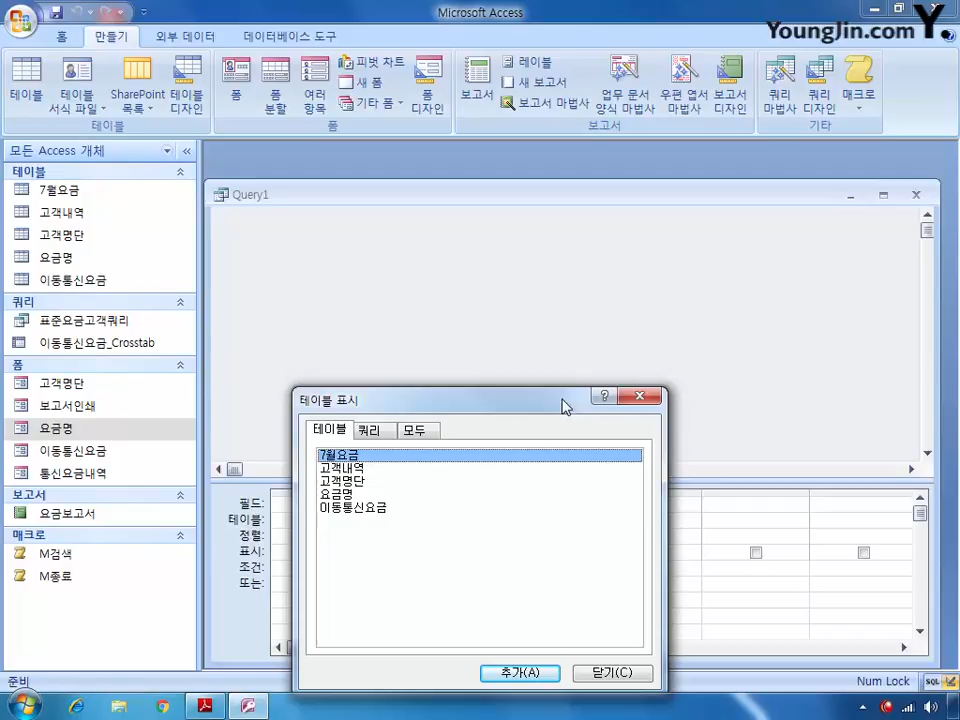 Microsoft Access
YoungJin.com Y.
홈 만들기 외부 데이터 데이터베이스 도구
테이블
테이블 서식 파일
SharePoint 목록
테이블 디자인
테이블
폼
폼 분할
여러 항목
피벗 차트
새 폼
기타 폼
폼 디자인
폼
보고서
레이블
새 보고서
보고서 마법사
업무 문서 양식 마법사
우편 엽서 마법사
보고서 디자인
보고서
쿼리 마법사
쿼리 디자인
매크로
기타
모든 Access 개체
테이블
7월요금
고객내역
고객명단
요금명
이동통신요금
쿼리
표준요금고객쿼리
이동통신요금_Crosstab
폼
고객명단
보고서인쇄
요금명
이동통신요금
통신요금내역
보고서
요금보고서
매크로
M검색
M종료
Query1
필드:
테이블:
정렬:
표시:
조건:
또는:
테이블 표시
테이블 쿼리 모두
7월요금
고객내역
고객명단
요금명
이동통신요금
추가(A) 닫기(C)
준비
Num Lock
SQL